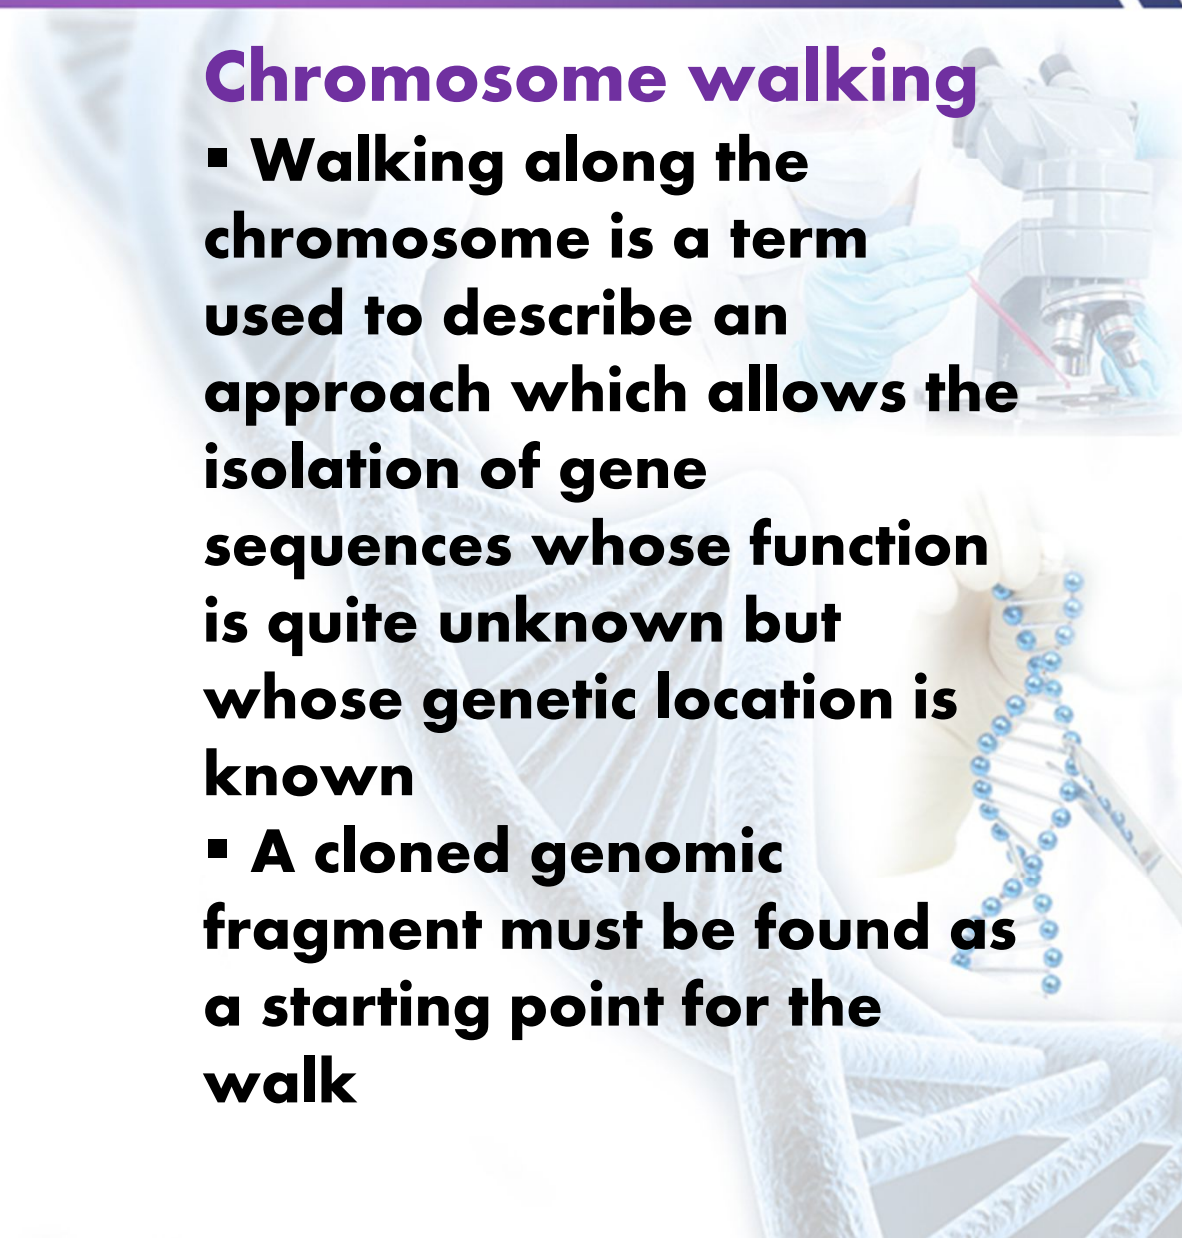 Chromosome walking
▪ Walking along the
chromosome is a term
used to describe an
approach which allows the
isolation of gene
sequences whose function
is quite unknown but
whose genetic location is
known
▪ A cloned genomic
fragment must be found as
a starting point for the
walk